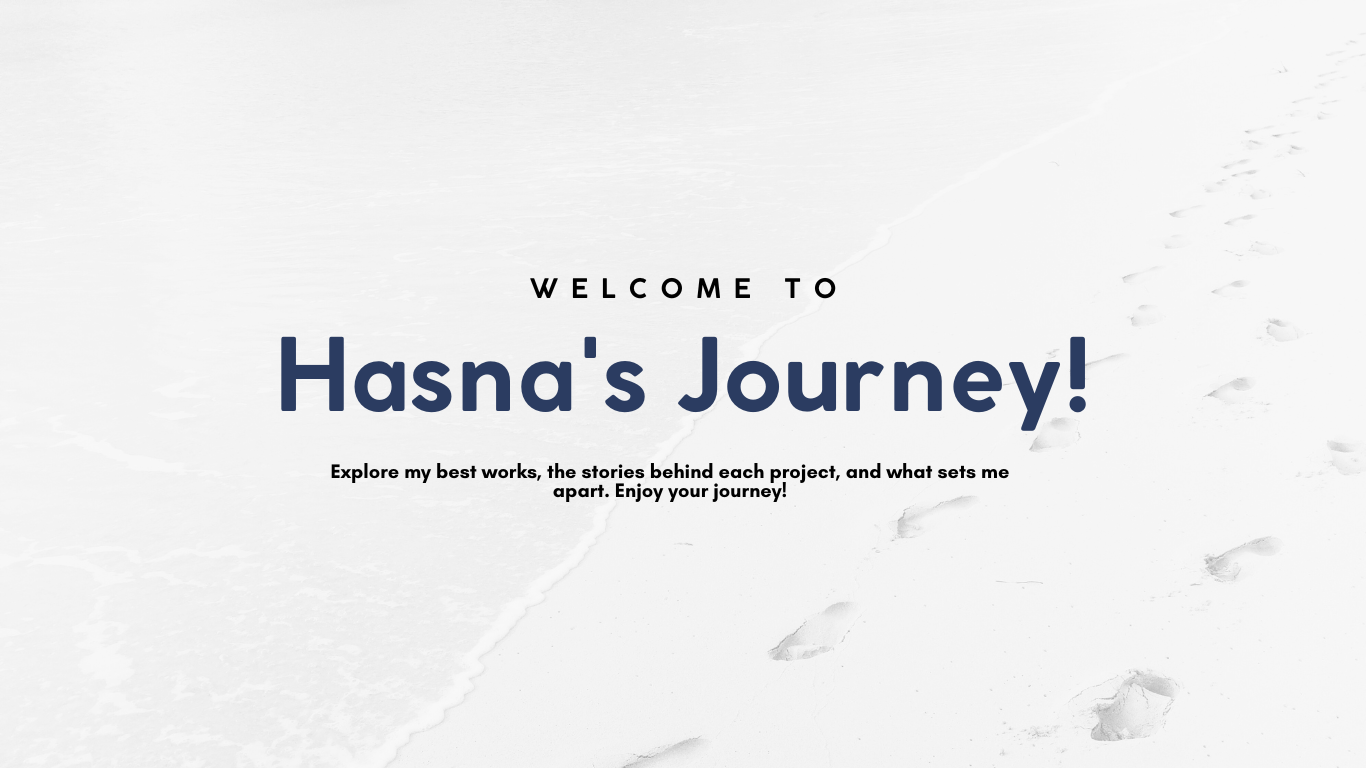 WELCOME TO
Hasna's Journey!
Explore my best works, the stories behind each project, and what sets me
apart. Enjoy your journey!